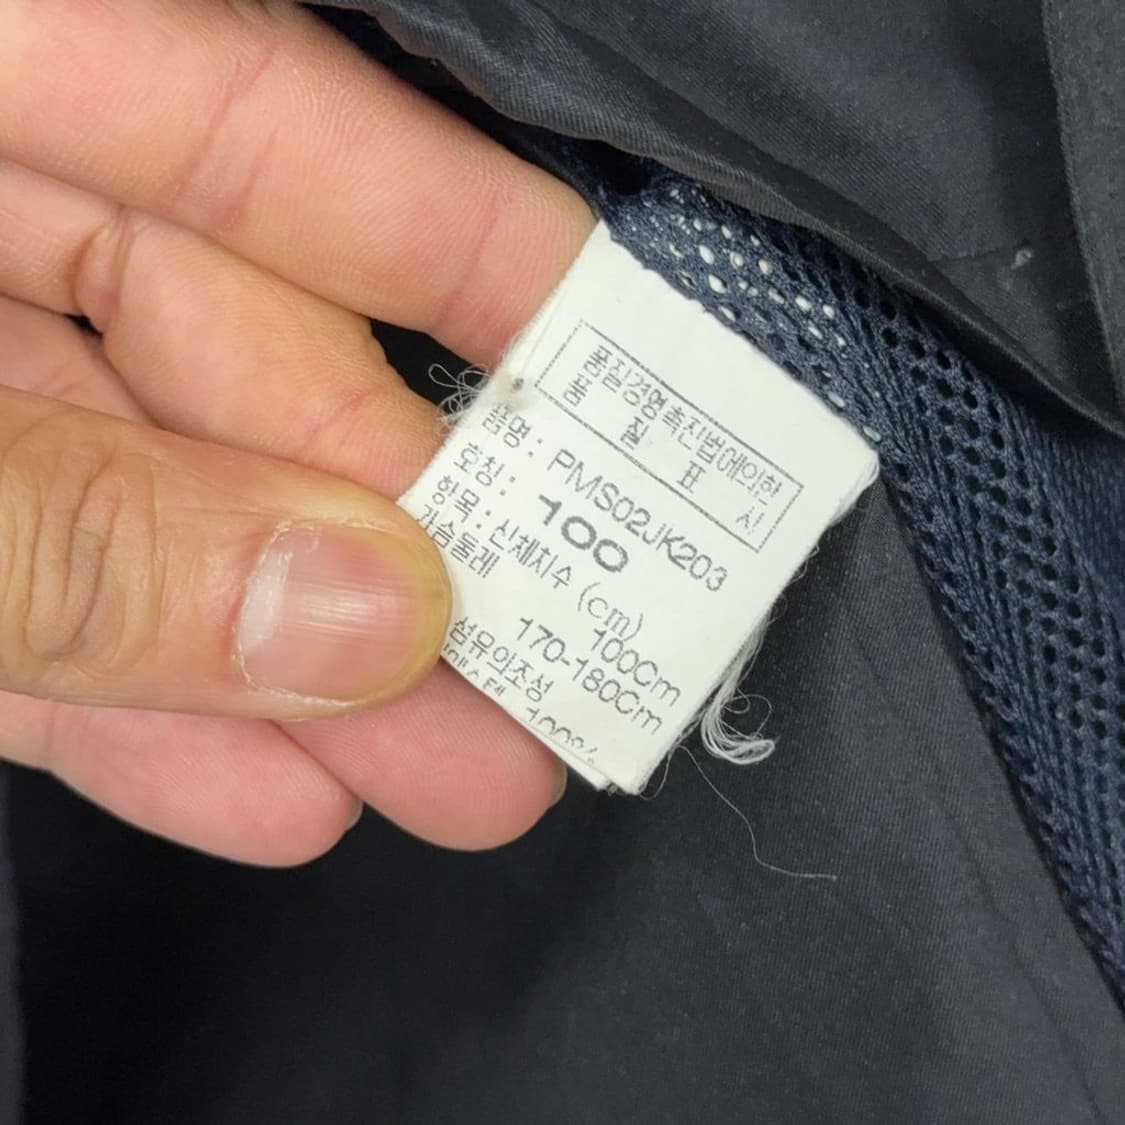 품질경영촉진법에의한
품 질 표 시
품명 : PMS02JK203
호칭 : 100
항목 : 신체치수 (cm)
가슴둘레 100Cm
170-180Cm
섬유의조성
100%